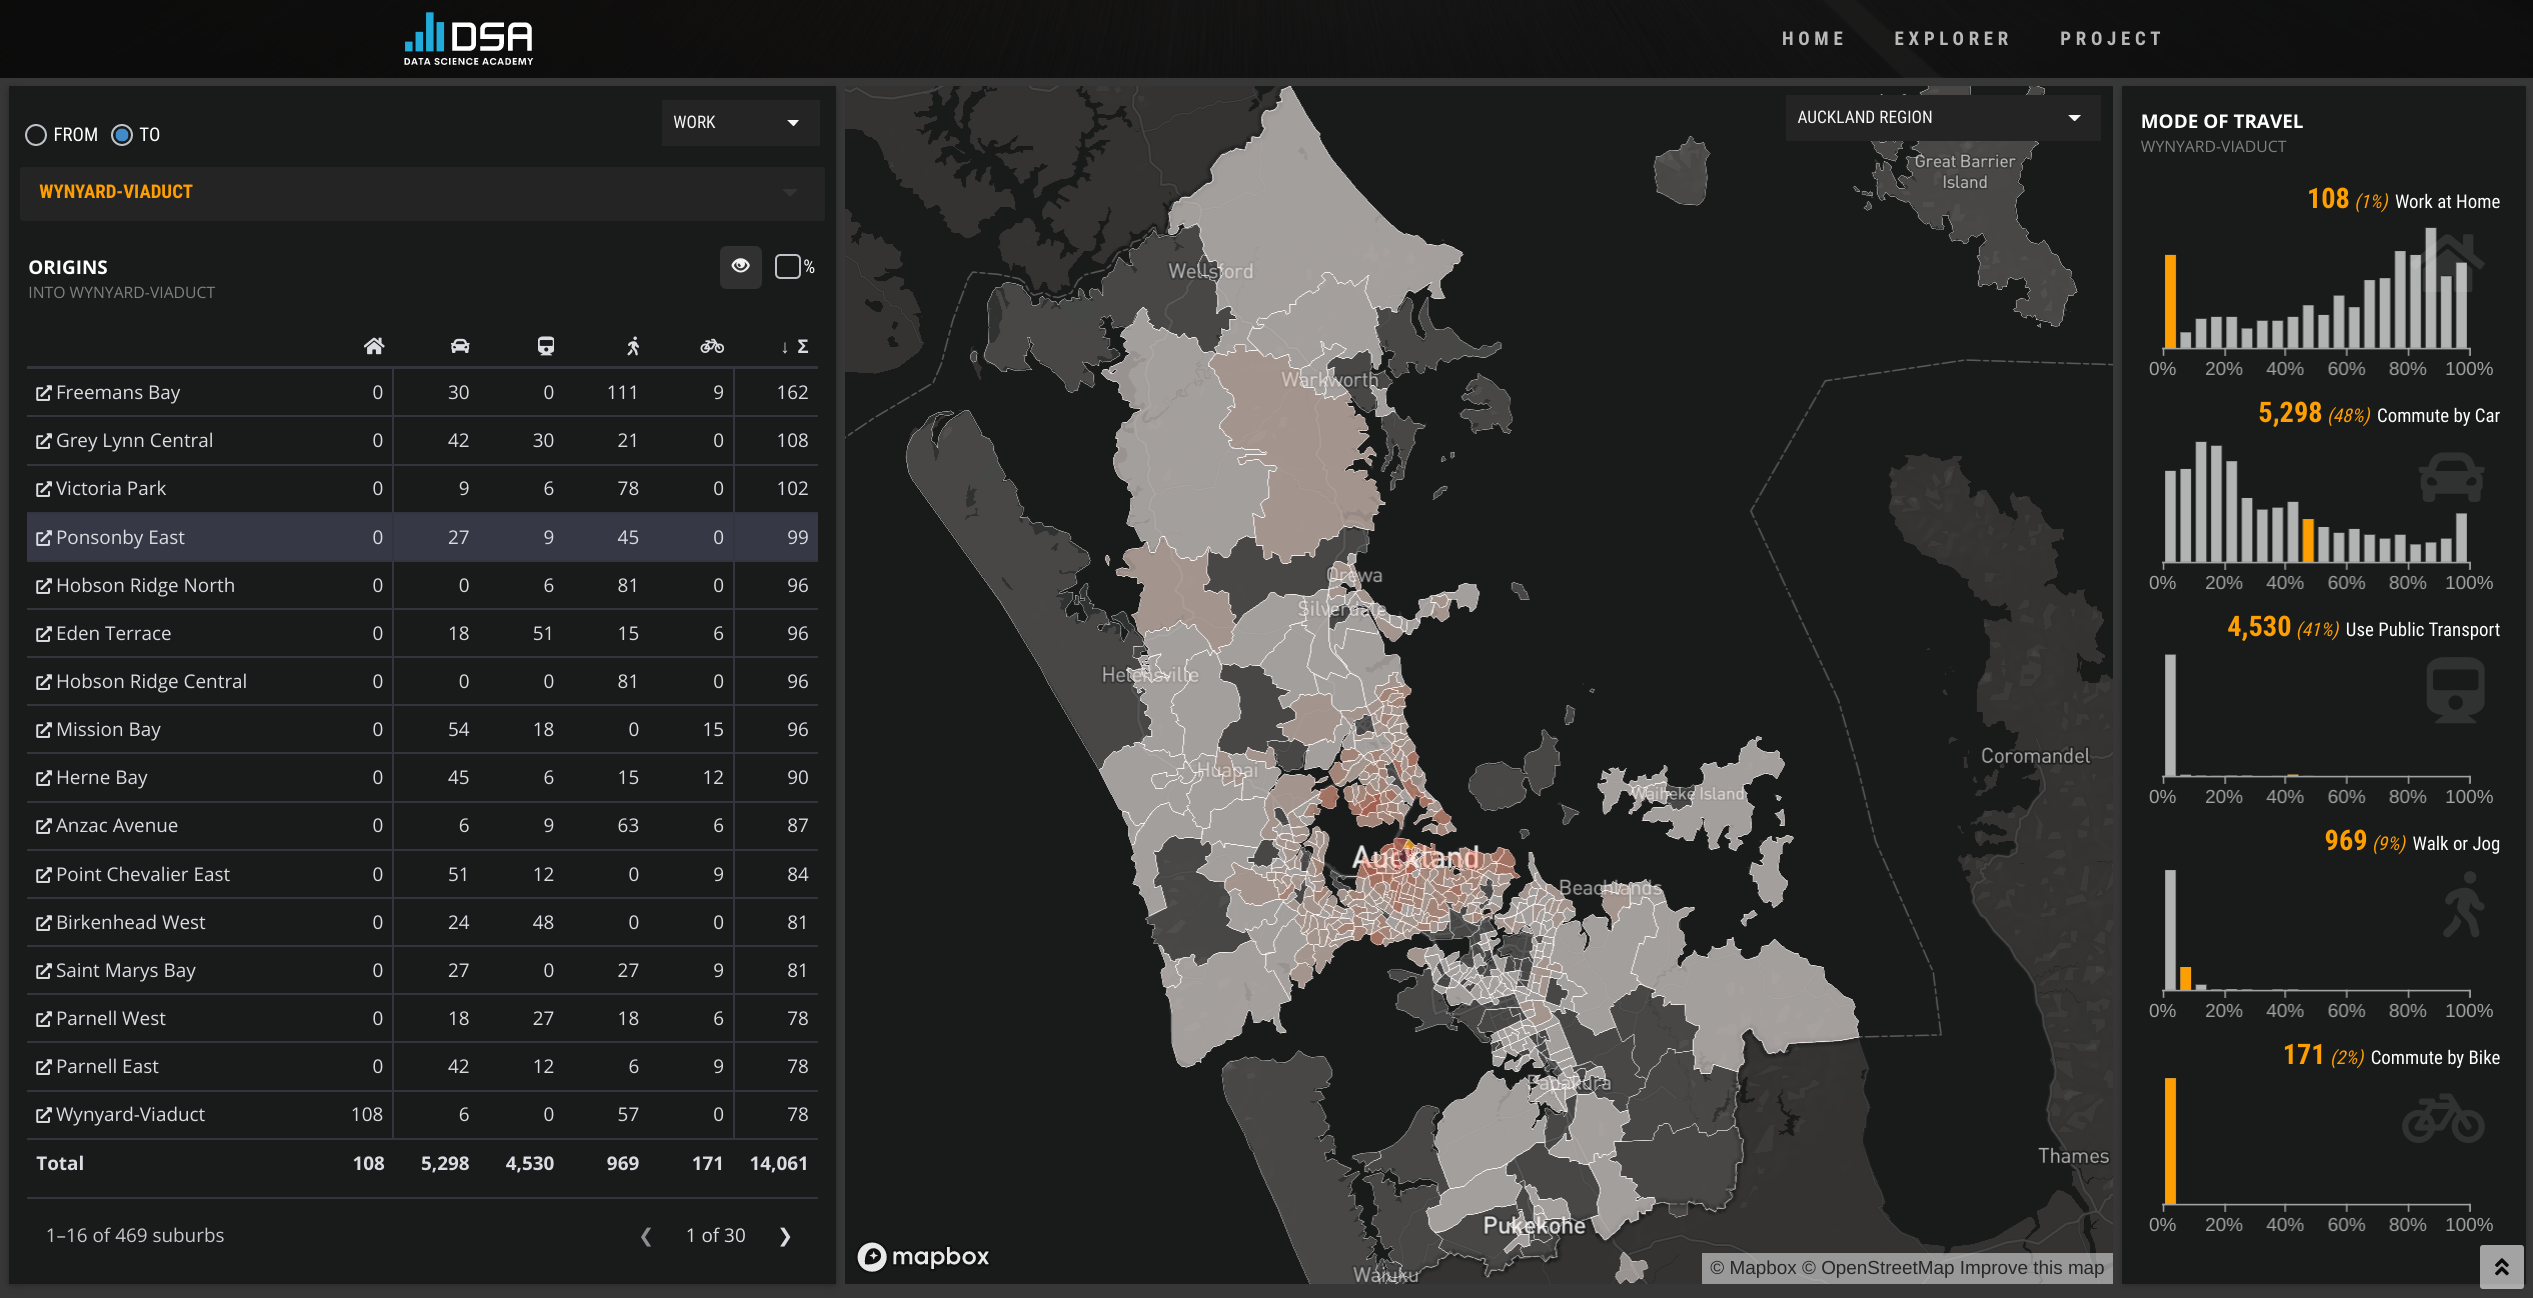 DSA
DATA SCIENCE ACADEMY
HOME EXPLORER PROJECT
FROM TO
WORK
WYNYARD-VIADUCT
ORIGINS
INTO WYNYARD-VIADUCT
%
↓ Σ
Freemans Bay 0 30 0 111 9 162
Grey Lynn Central 0 42 30 21 0 108
Victoria Park 0 9 6 78 0 102
Ponsonby East 0 27 9 45 0 99
Hobson Ridge North 0 0 6 81 0 96
Eden Terrace 0 18 51 15 6 96
Hobson Ridge Central 0 0 0 81 0 96
Mission Bay 0 54 18 0 15 96
Herne Bay 0 45 6 15 12 90
Anzac Avenue 0 6 9 63 6 87
Point Chevalier East 0 51 12 0 9 84
Birkenhead West 0 24 48 0 0 81
Saint Marys Bay 0 27 0 27 9 81
Parnell West 0 18 27 18 6 78
Parnell East 0 42 12 6 9 78
Wynyard-Viaduct 108 6 0 57 0 78
Total 108 5,298 4,530 969 171 14,061
1–16 of 469 suburbs
❮ 1 of 30 ❯
AUCKLAND REGION
Great Barrier
Island
Wellsford
Warkworth
Orewa
Silverdale
Helensville
Huapai
Coromandel
Waiheke Island
Auckland
Beachlands
Papakura
Thames
Pukekohe
Waiuku
mapbox
© Mapbox © OpenStreetMap Improve this map
MODE OF TRAVEL
WYNYARD-VIADUCT
108 (1%) Work at Home
0% 20% 40% 60% 80% 100%
5,298 (48%) Commute by Car
0% 20% 40% 60% 80% 100%
4,530 (41%) Use Public Transport
0% 20% 40% 60% 80% 100%
969 (9%) Walk or Jog
0% 20% 40% 60% 80% 100%
171 (2%) Commute by Bike
0% 20% 40% 60% 80% 100%